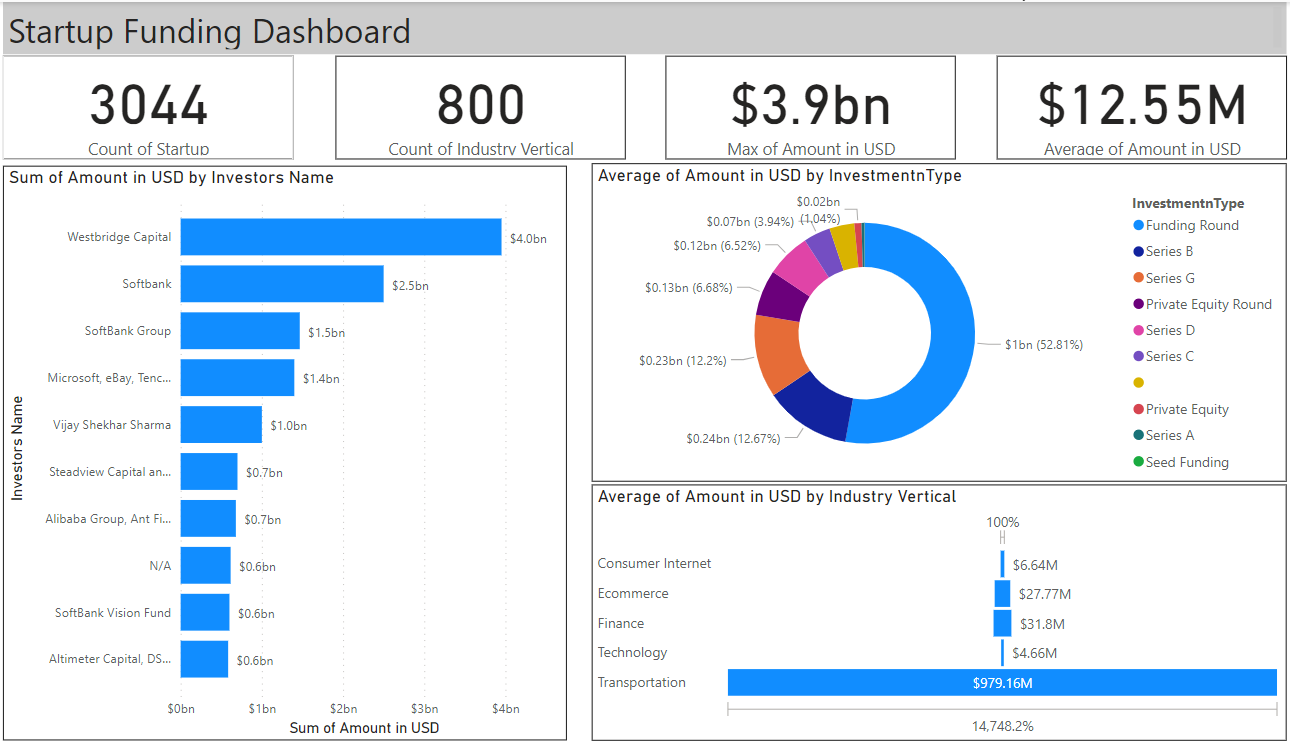 Startup Funding Dashboard
3044
Count of Startup
800
Count of Industry Vertical
$3.9bn
Max of Amount in USD
$12.55M
Average of Amount in USD
Sum of Amount in USD by Investors Name
Investors Name
Westbridge Capital
$4.0bn
Softbank
$2.5bn
SoftBank Group
$1.5bn
Microsoft, eBay, Tenc...
$1.4bn
Vijay Shekhar Sharma
$1.0bn
Steadview Capital an...
$0.7bn
Alibaba Group, Ant Fi...
$0.7bn
N/A
$0.6bn
SoftBank Vision Fund
$0.6bn
Altimeter Capital, DS...
$0.6bn
$0bn $1bn $2bn $3bn $4bn
Sum of Amount in USD
Average of Amount in USD by InvestmentnType
$0.02bn
(1.04%)
$0.07bn (3.94%)
$0.12bn (6.52%)
$0.13bn (6.68%)
$0.23bn (12.2%)
$0.24bn (12.67%)
$1bn (52.81%)
InvestmentnType
Funding Round
Series B
Series G
Private Equity Round
Series D
Series C
Private Equity
Series A
Seed Funding
Average of Amount in USD by Industry Vertical
100%
Consumer Internet
$6.64M
Ecommerce
$27.77M
Finance
$31.8M
Technology
$4.66M
Transportation
$979.16M
14,748.2%